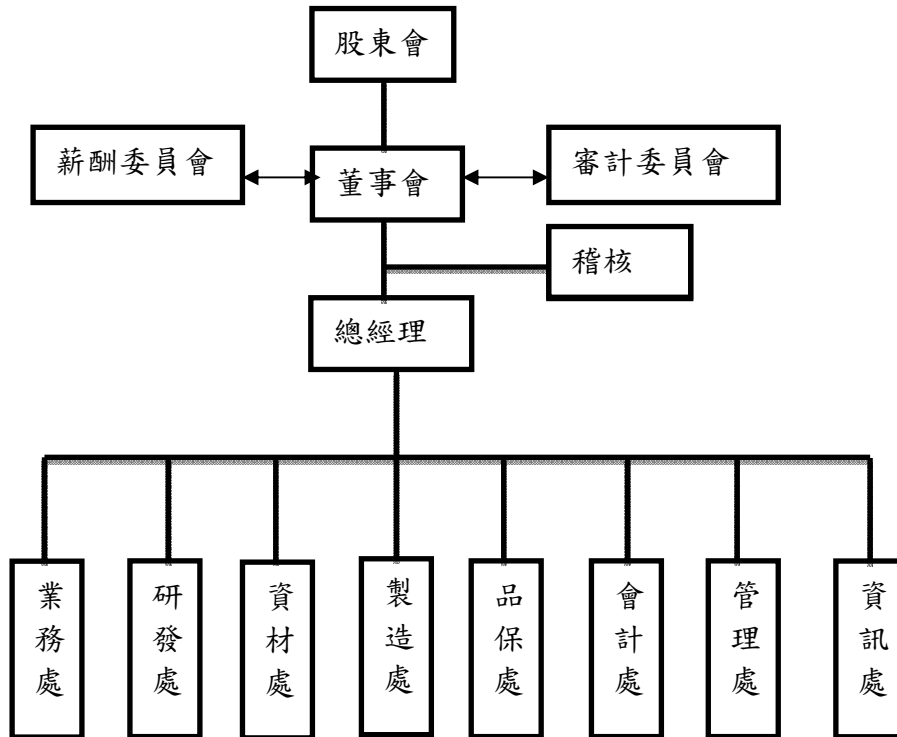 股東會
薪酬委員會
董事會
審計委員會
稽核
總經理
業務處
研發處
資材處
製造處
品保處
會計處
管理處
資訊處